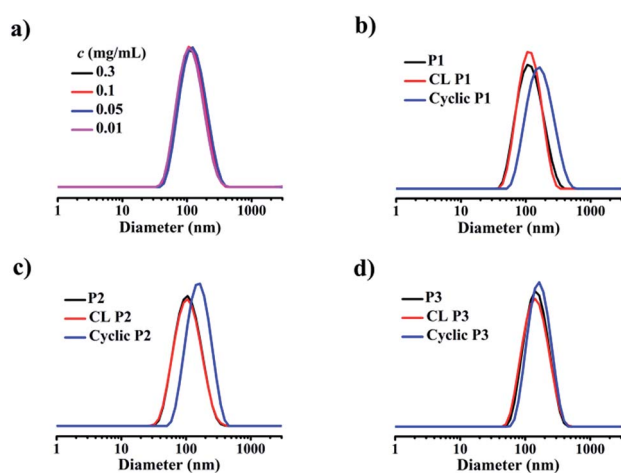 a)
c (mg/mL)
0.3
0.1
0.05
0.01
1 10 100 1000
Diameter (nm)
b)
P1
CL P1
Cyclic P1
1 10 100 1000
Diameter (nm)
c)
P2
CL P2
Cyclic P2
1 10 100 1000
Diameter (nm)
d)
P3
CL P3
Cyclic P3
1 10 100 1000
Diameter (nm)